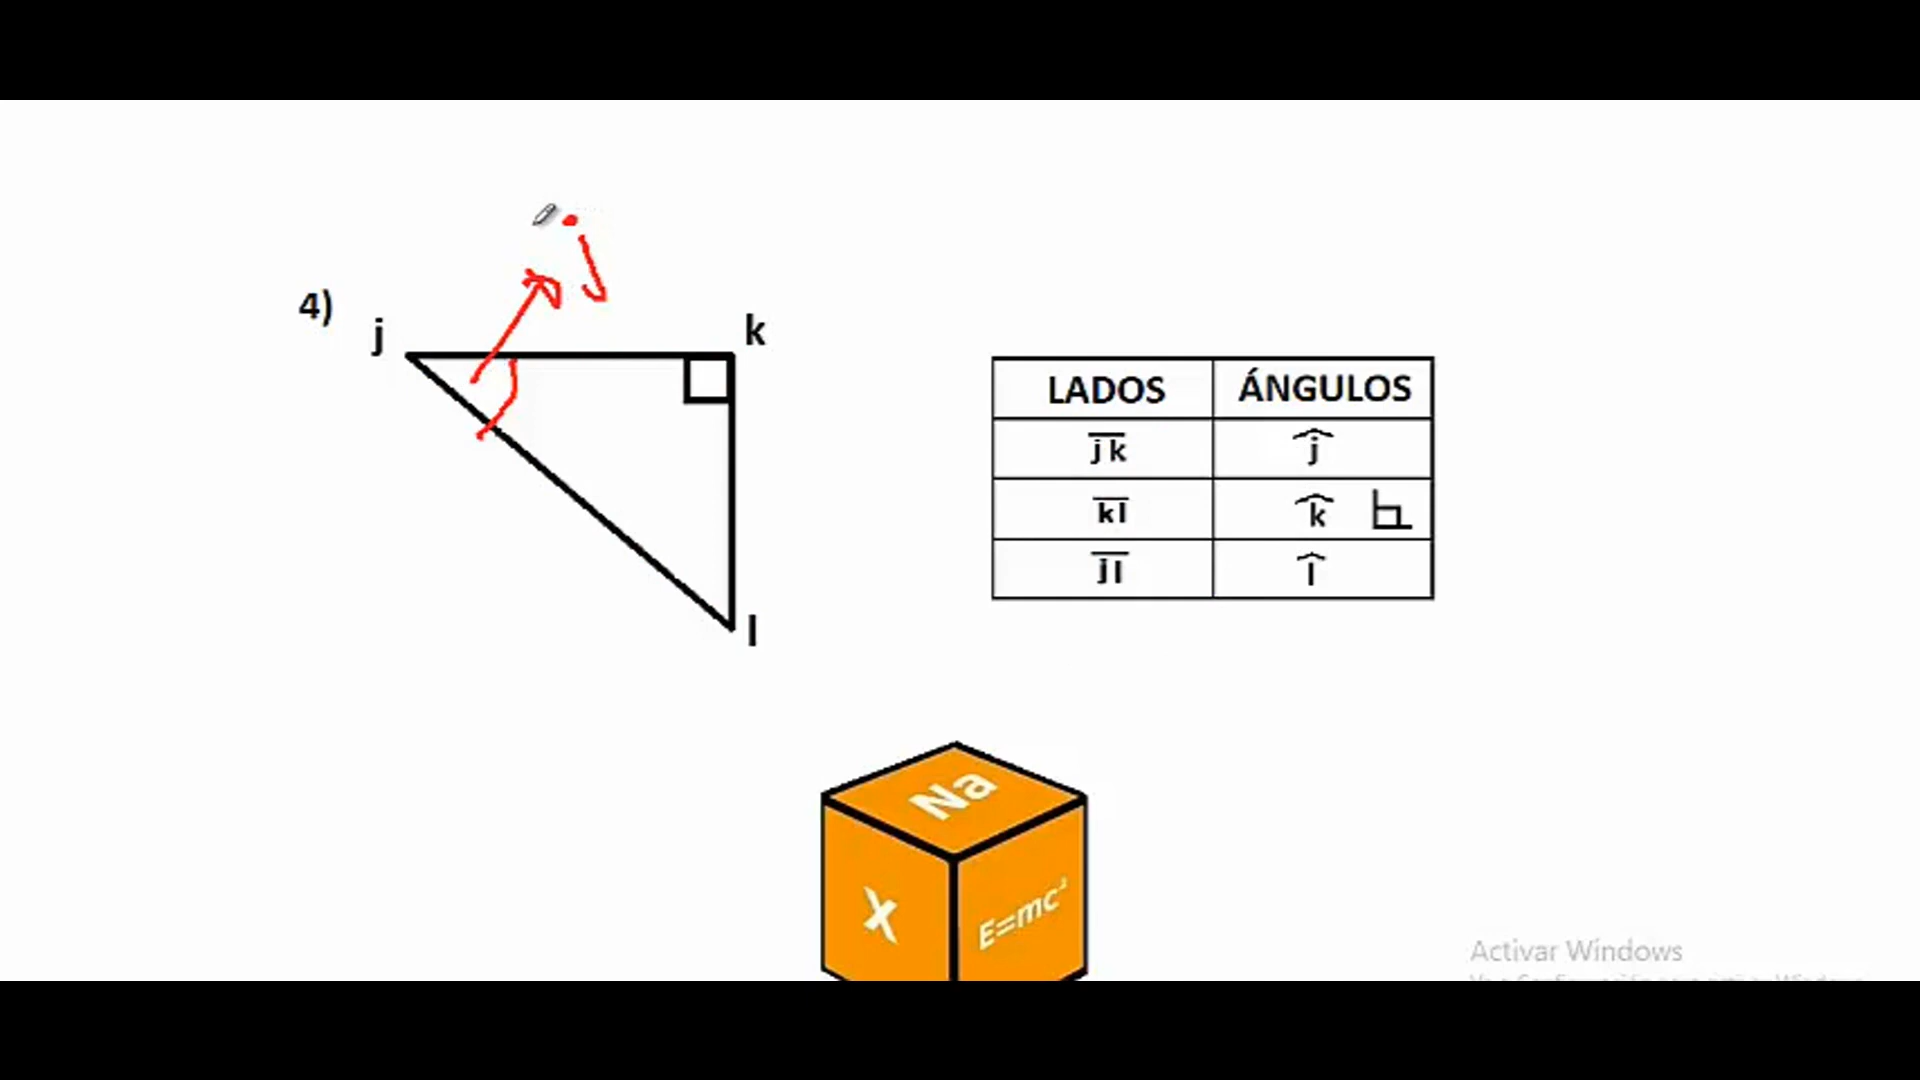 j
4)
j
k
l
LADOS ÁNGULOS
jk j
kl k
jl l
Na
X
E=mc²
Activar Windows